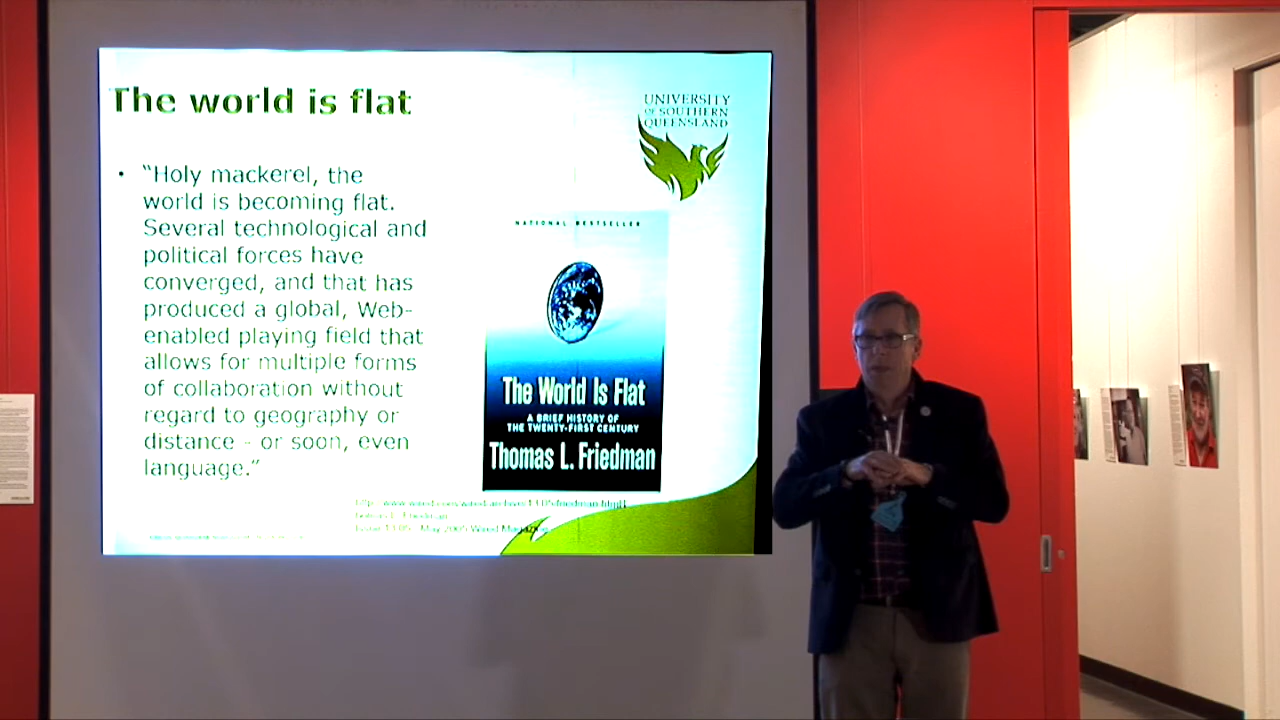 The world is flat
UNIVERSITY
OF SOUTHERN
QUEENSLAND
• “Holy mackerel, the
world is becoming flat.
Several technological and
political forces have
converged, and that has
produced a global, Web-
enabled playing field that
allows for multiple forms
of collaboration without
regard to geography or
distance - or soon, even
language.”
NATIONAL BESTSELLER
The World Is Flat
A BRIEF HISTORY OF
THE TWENTY-FIRST CENTURY
Thomas L. Friedman